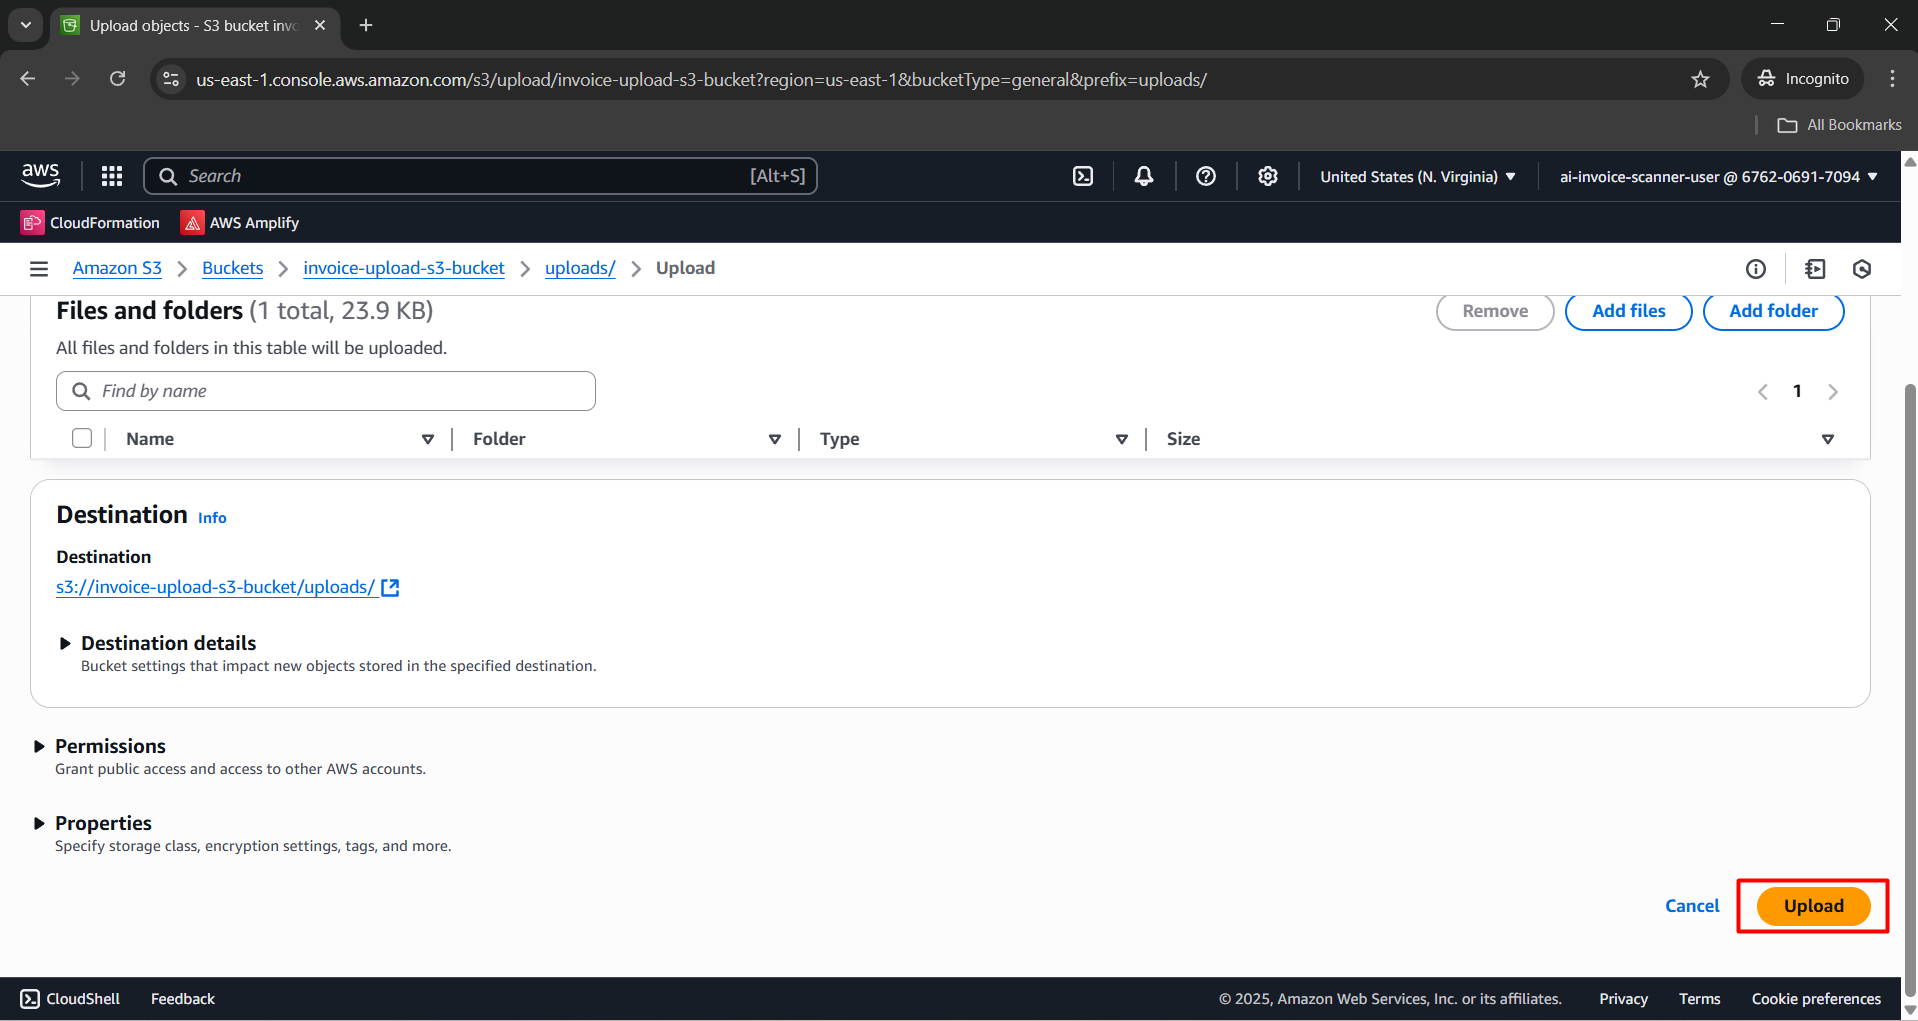 Upload objects - S3 bucket invo
us-east-1.console.aws.amazon.com/s3/upload/invoice-upload-s3-bucket?region=us-east-1&bucketType=general&prefix=uploads/
Incognito
All Bookmarks
aws
Search
[Alt+S]
United States (N. Virginia)
ai-invoice-scanner-user @ 6762-0691-7094
CloudFormation
AWS Amplify
Amazon S3
Buckets
invoice-upload-s3-bucket
uploads/
Upload
Files and folders (1 total, 23.9 KB)
Remove
Add files
Add folder
All files and folders in this table will be uploaded.
Find by name
1
Name
Folder
Type
Size
Destination Info
Destination
s3://invoice-upload-s3-bucket/uploads/
Destination details
Bucket settings that impact new objects stored in the specified destination.
Permissions
Grant public access and access to other AWS accounts.
Properties
Specify storage class, encryption settings, tags, and more.
Cancel
Upload
CloudShell
Feedback
© 2025, Amazon Web Services, Inc. or its affiliates.
Privacy
Terms
Cookie preferences